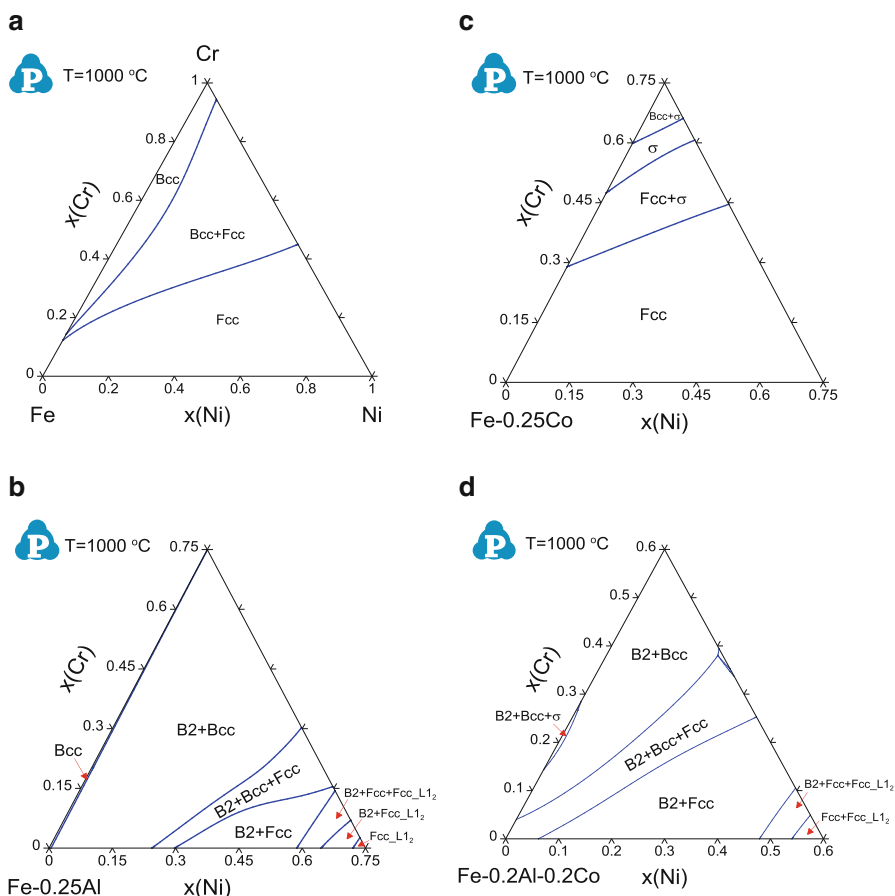 a
P T=1000 °C
Cr
1
0.8
0.6
0.4
0.2
0
x(Cr)
Bcc
Bcc+Fcc
Fcc
0 0.2 0.4 0.6 0.8 1
Fe x(Ni) Ni
c
P T=1000 °C
0.75
0.6
0.45
0.3
0.15
0
x(Cr)
Bcc+σ
σ
Fcc+σ
Fcc
0 0.15 0.3 0.45 0.6 0.75
Fe-0.25Co x(Ni)
b
P T=1000 °C
0.75
0.6
0.45
0.3
0.15
0
x(Cr)
Bcc
B2+Bcc
B2+Bcc+Fcc
B2+Fcc
B2+Fcc+Fcc_L1₂
B2+Fcc_L1₂
Fcc_L1₂
0 0.15 0.3 0.45 0.6 0.75
Fe-0.25Al x(Ni)
d
P T=1000 °C
0.6
0.5
0.4
0.3
0.2
0.1
0
x(Cr)
B2+Bcc
B2+Bcc+σ
B2+Bcc+Fcc
B2+Fcc
B2+Fcc+Fcc_L1₂
Fcc+Fcc_L1₂
0 0.1 0.2 0.3 0.4 0.5 0.6
Fe-0.2Al-0.2Co x(Ni)